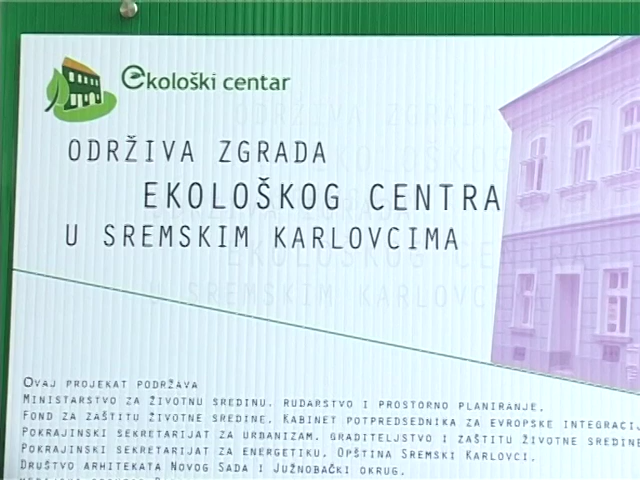 Ekološki centar
ODRŽIVA ZGRADA
EKOLOŠKOG CENTRA
U SREMSKIM KARLOVCIMA
OVAJ PROJEKAT PODRŽAVA
MINISTARSTVO ZA ŽIVOTNU SREDINU, RUDARSTVO I PROSTORNO PLANIRANJE,
FOND ZA ZAŠTITU ŽIVOTNE SREDINE, KABINET POTPREDSEDNIKA ZA EVROPSKE INTEGRACIJ
POKRAJINSKI SEKRETARIJAT ZA URBANIZAM, GRADITELJSTVO I ZAŠTITU ŽIVOTNE SREDINE
POKRAJINSKI SEKRETARIJAT ZA ENERGETIKU, OPŠTINA SREMSKI KARLOVCI,
DRUŠTVO ARHITEKATA NOVOG SADA I JUŽNOBAČKI OKRUG,